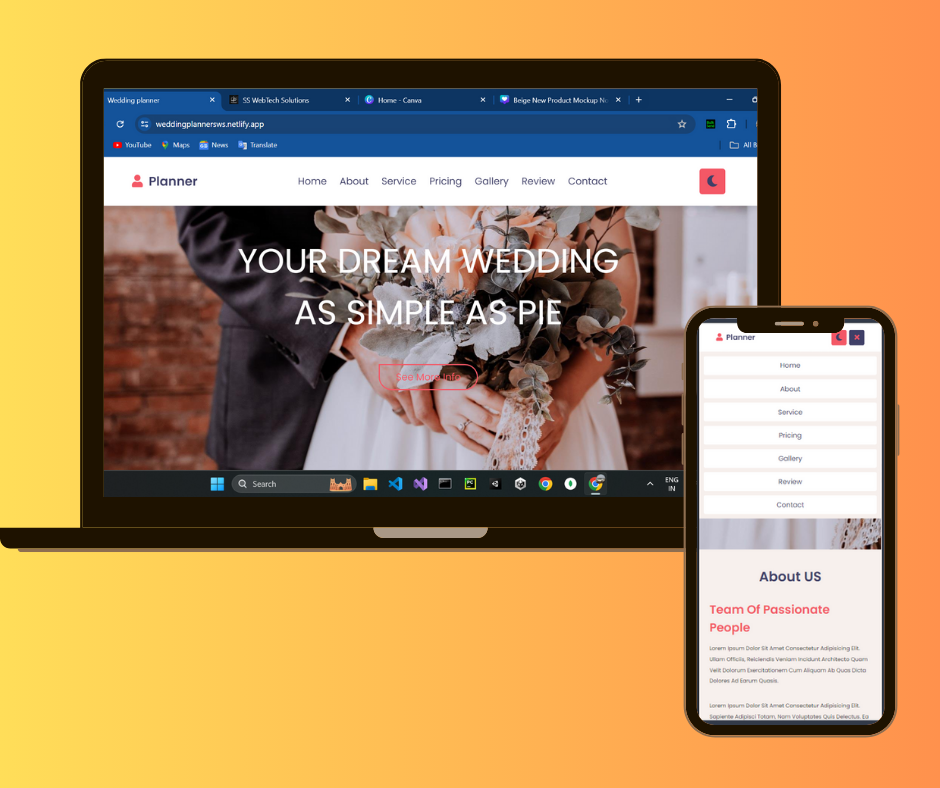 Wedding planner
SS WebTech Solutions
Home - Canva
Beige New Product Mockup No
weddingplannersws.netlify.app
YouTube
Maps
News
Translate
All B
Planner
Home
About
Service
Pricing
Gallery
Review
Contact
YOUR DREAM WEDDING
AS SIMPLE AS PIE
See More Info
Search
ENG
IN
Planner
Home
About
Service
Pricing
Gallery
Review
Contact
About US
Team Of Passionate
People
Lorem Ipsum Dolor Sit Amet Consectetur Adipisicing Elit.
Ullam Officiis, Reiciendis Veniam Incidunt Architecto Quam
Velit Dolorum Exercitationem Cum Aliquam Ab Quas Dicta
Dolores Ad Earum Quasis.
Lorem Ipsum Dolor Sit Amet Consectetur Adipisicing Elit.
Sapiente Adipisci Totam, Nam Voluptates Quis Delectus, Ea